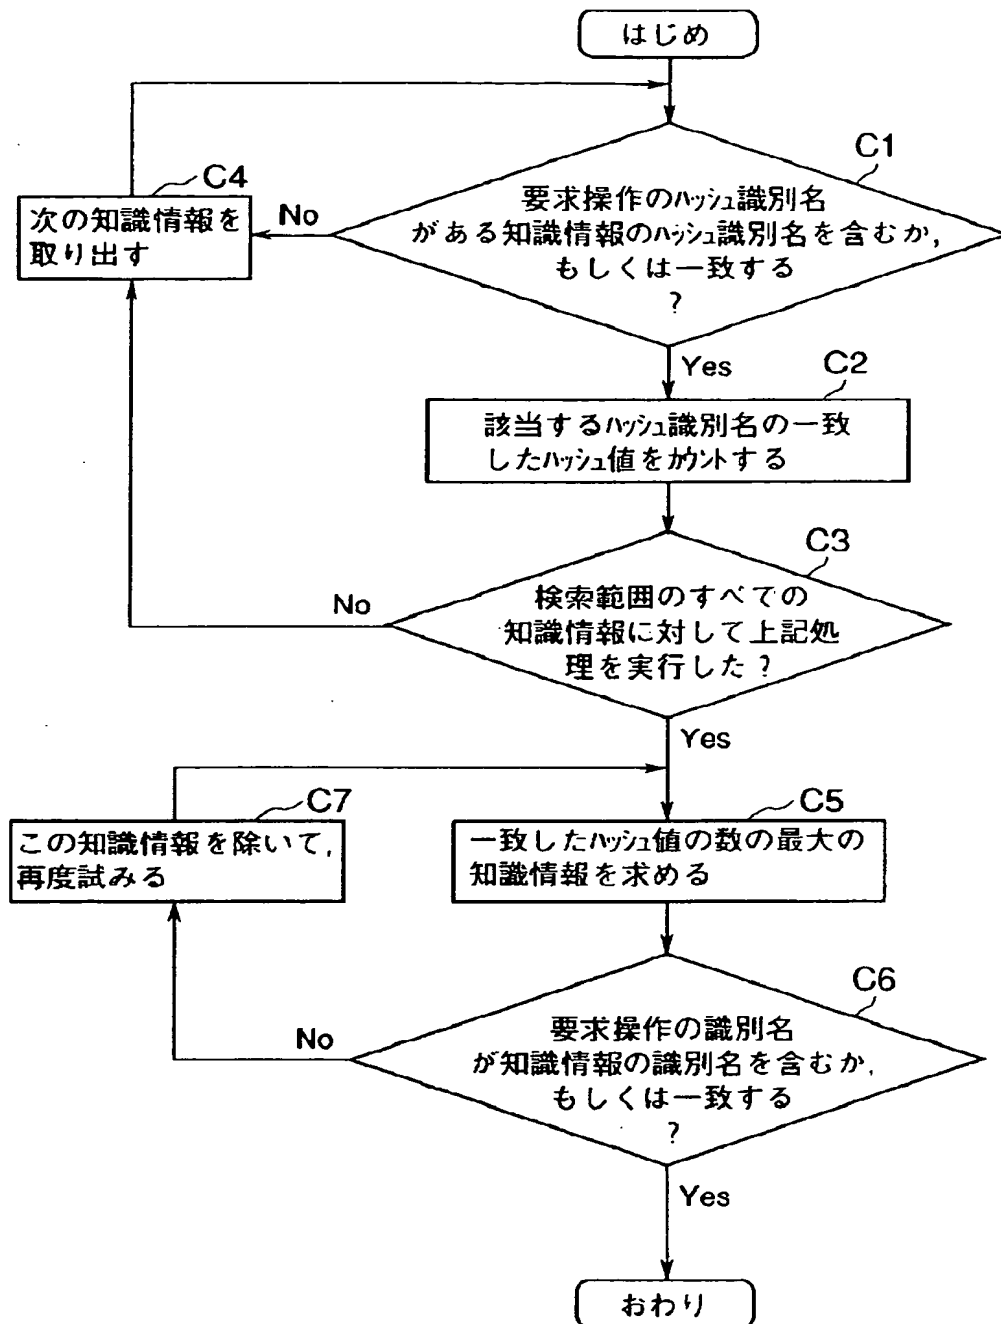 はじめ
C1
要求操作のハッシュ識別名
がある知識情報のハッシュ識別名を含むか,
もしくは一致する
?
C4
次の知識情報を
取り出す
No
Yes
C2
該当するハッシュ識別名の一致
したハッシュ値をカウントする
C3
検索範囲のすべての
知識情報に対して上記処
理を実行した?
No
Yes
C7
この知識情報を除いて,
再度試みる
C5
一致したハッシュ値の数の最大の
知識情報を求める
C6
要求操作の識別名
が知識情報の識別名を含むか,
もしくは一致する
?
No
Yes
おわり